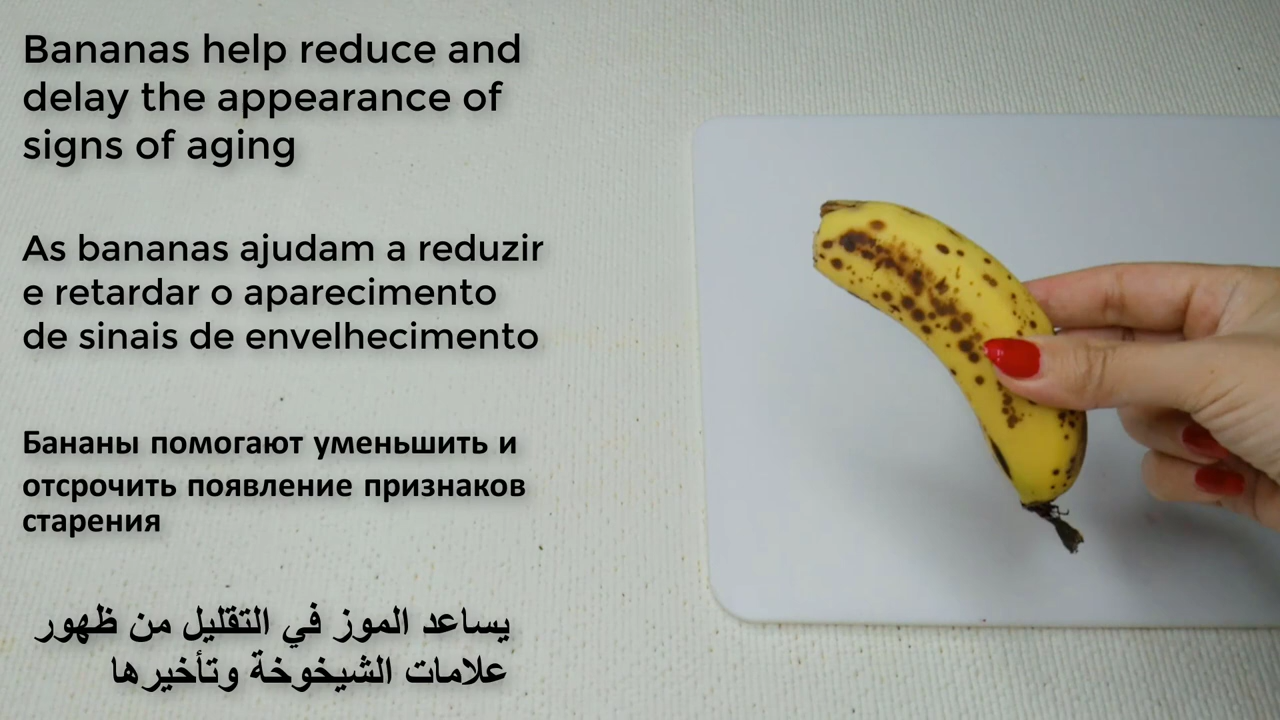 Bananas help reduce and
delay the appearance of
signs of aging
As bananas ajudam a reduzir
e retardar o aparecimento
de sinais de envelhecimento
Бананы помогают уменьшить и
отсрочить появление признаков
старения
يساعد الموز في التقليل من ظهور
علامات الشيخوخة وتأخيرها